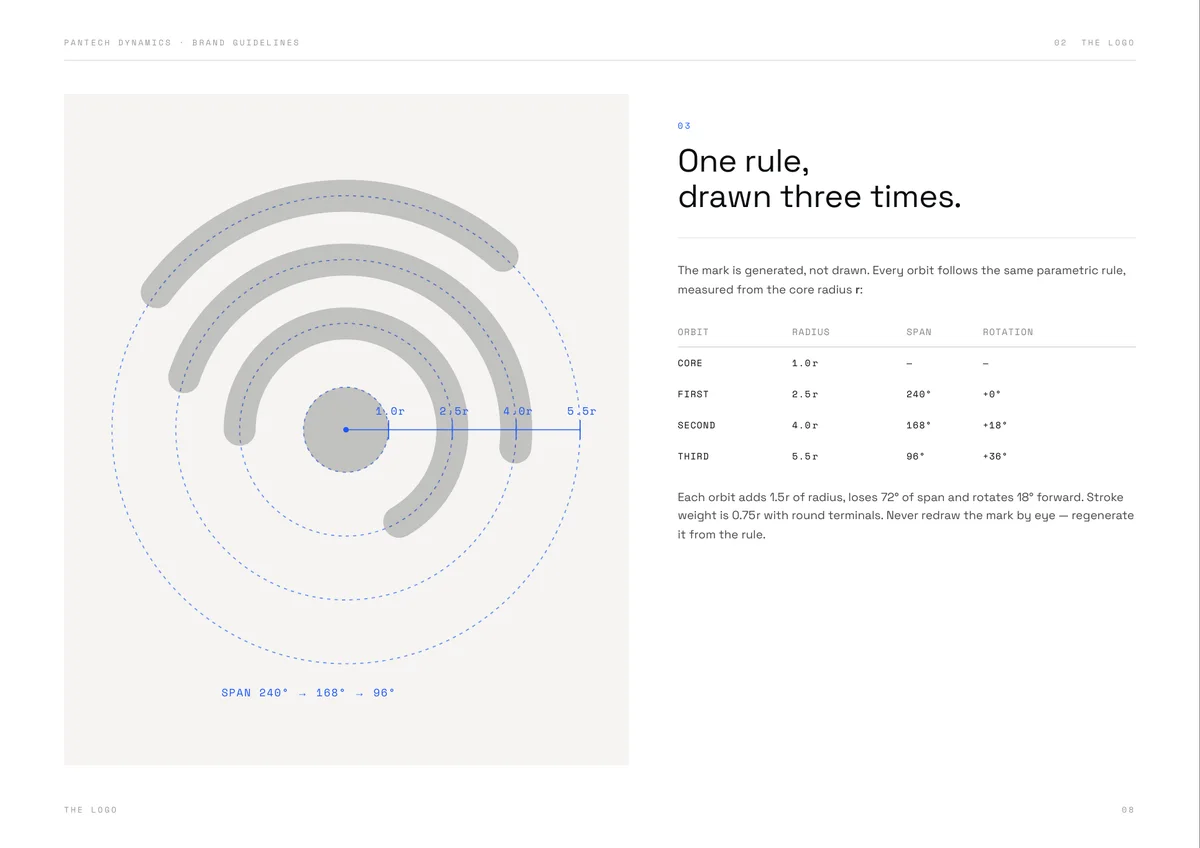 PANTECH DYNAMICS · BRAND GUIDELINES
02 THE LOGO
1.0r 2.5r 4.0r 5.5r
SPAN 240° → 168° → 96°
03
One rule,
drawn three times.
The mark is generated, not drawn. Every orbit follows the same parametric rule,
measured from the core radius r:
ORBIT RADIUS SPAN ROTATION
CORE 1.0r — —
FIRST 2.5r 240° +0°
SECOND 4.0r 168° +18°
THIRD 5.5r 96° +36°
Each orbit adds 1.5r of radius, loses 72° of span and rotates 18° forward. Stroke
weight is 0.75r with round terminals. Never redraw the mark by eye — regenerate
it from the rule.
THE LOGO
08